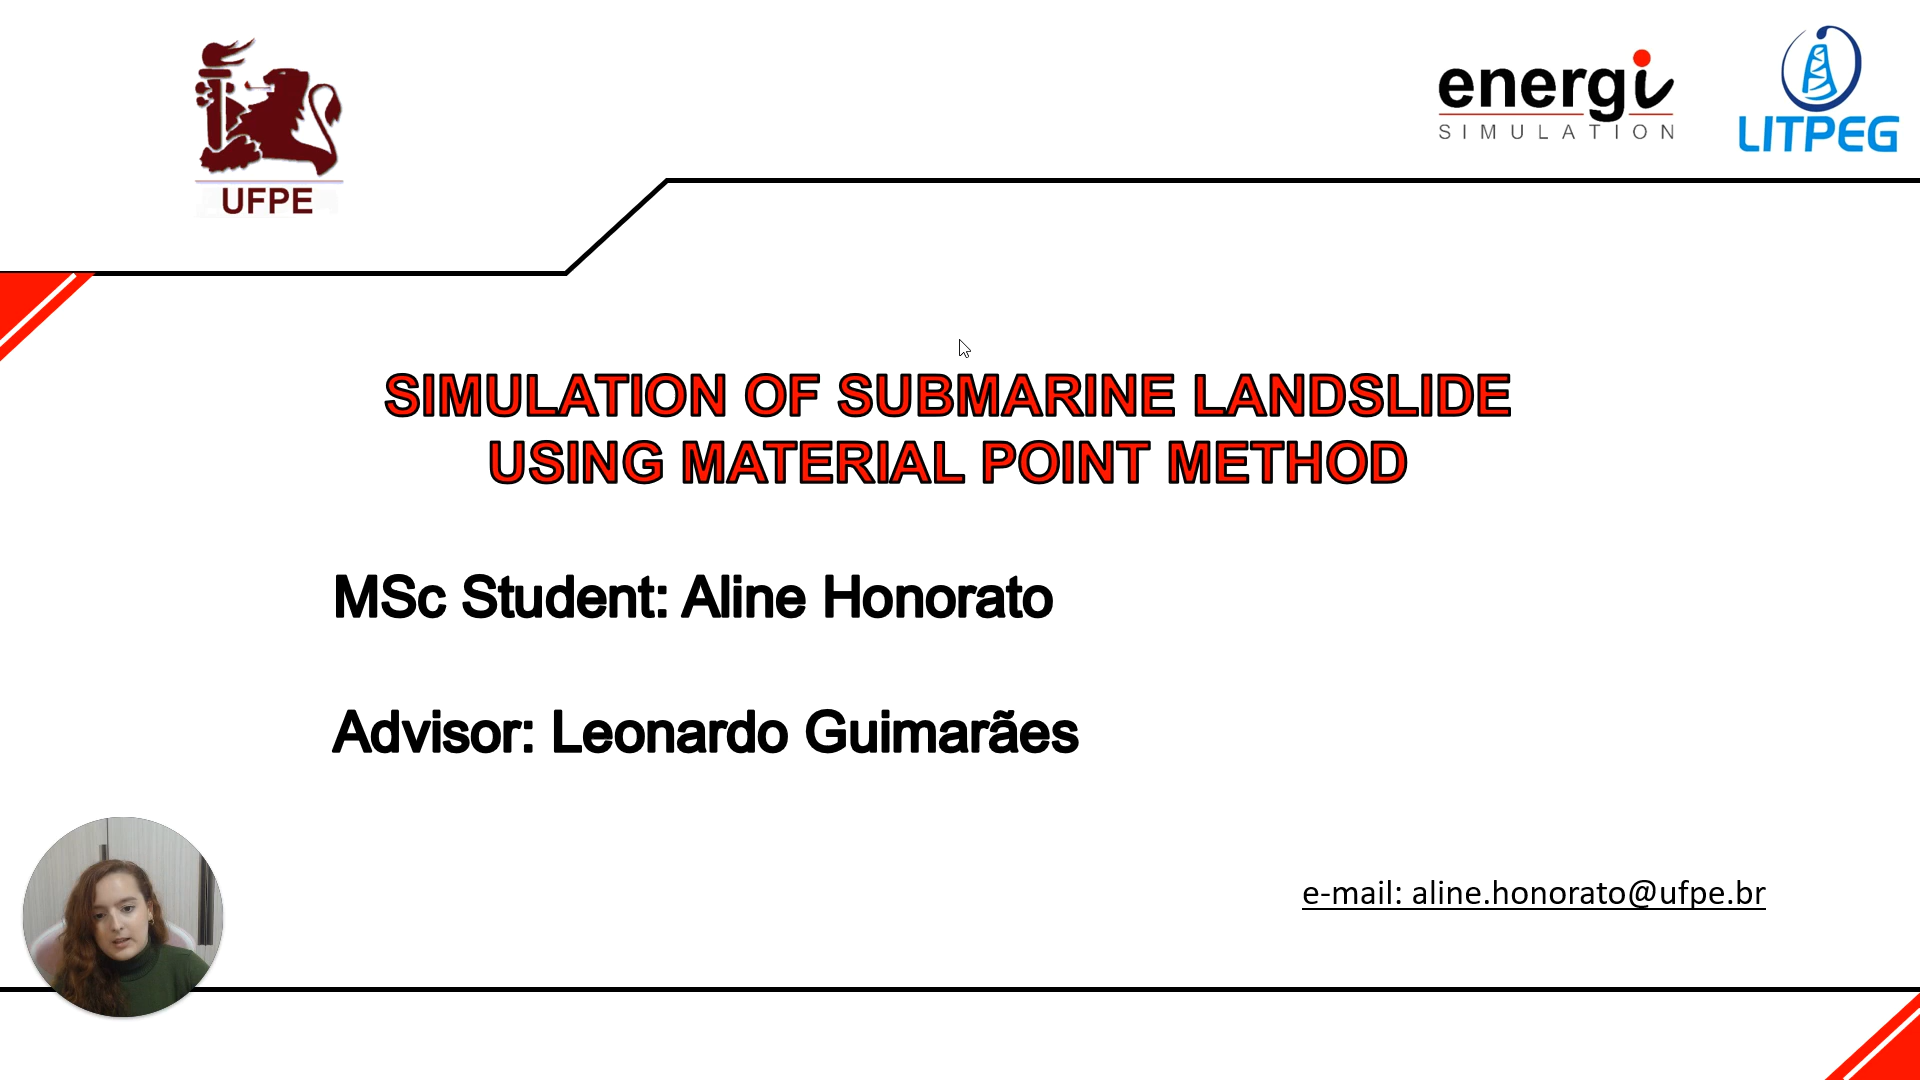 UFPE
energi
SIMULATION
LITPEG
SIMULATION OF SUBMARINE LANDSLIDE
USING MATERIAL POINT METHOD
MSc Student: Aline Honorato
Advisor: Leonardo Guimarães
e-mail: aline.honorato@ufpe.br